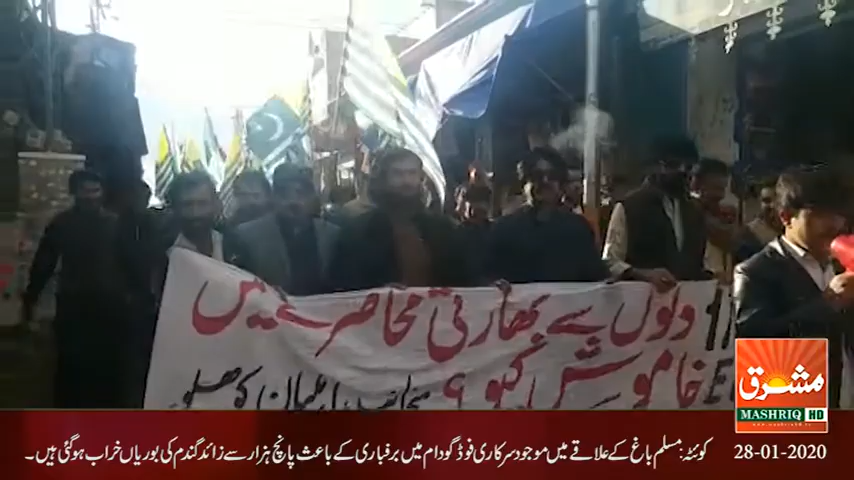 دنوں سے بھارتی محاصرے میں
خاموش کیوں؟
مشرق
MASHRIQ HD
28-01-2020
کوئٹہ: مسلم باغ کے علاقے میں موجود سرکاری فوڈ گودام میں برفباری کے باعث پانچ ہزار سے زائد گندم کی بوریاں خراب ہوگئی ہیں۔